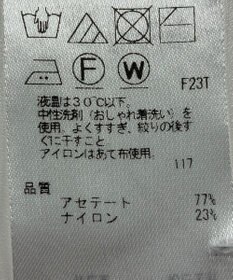 F W
F23T
液温は30℃以下。
中性洗剤(おしゃれ着洗い)を
使用、よくすすぎ、絞りの後す
ぐに干すこと
アイロンはあて布使用。
117
品質
アセテート 77%
ナイロン 23%